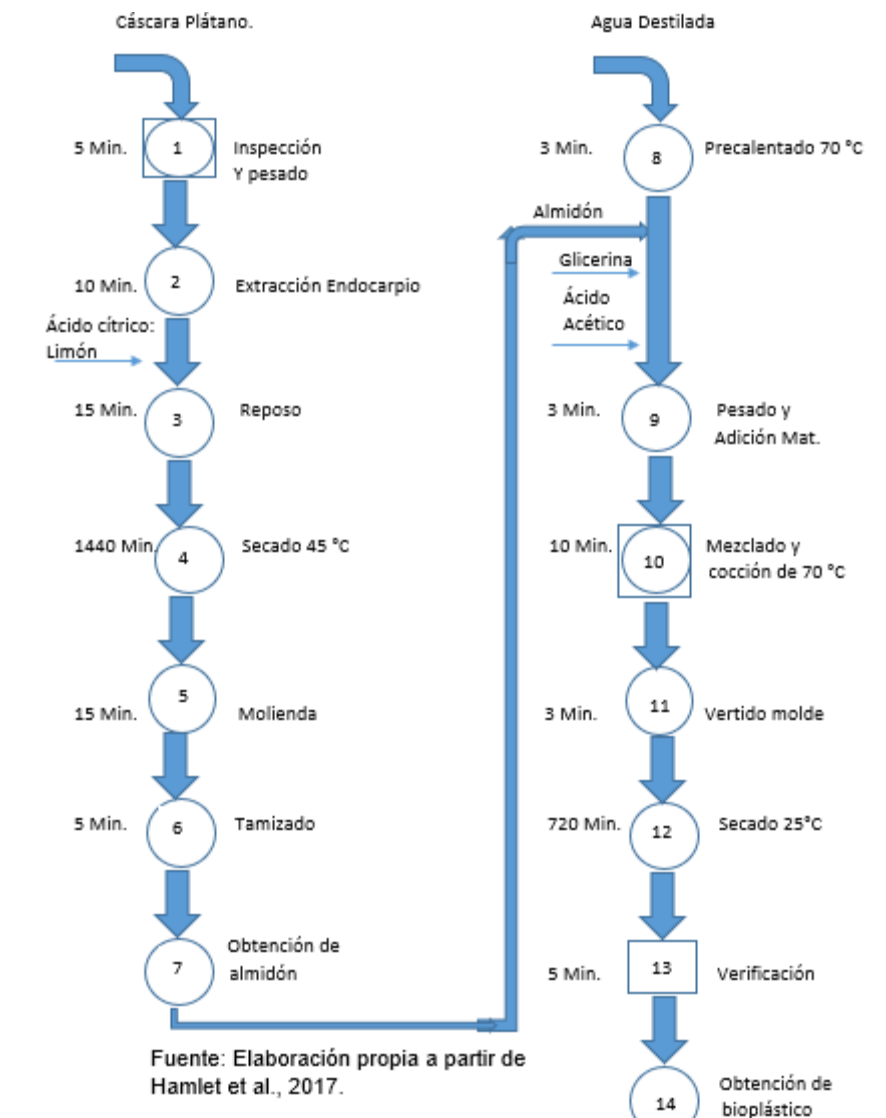 Cáscara Plátano.
5 Min.
1
Inspección
Y pesado
10 Min.
2
Extracción Endocarpio
Ácido cítrico:
Limón
15 Min.
3
Reposo
1440 Min.
4
Secado 45 °C
15 Min.
5
Molienda
5 Min.
6
Tamizado
7
Obtención de
almidón
Agua Destilada
3 Min.
8
Precalentado 70 °C
Almidón
Glicerina
Ácido
Acético
3 Min.
9
Pesado y
Adición Mat.
10 Min.
10
Mezclado y
cocción de 70 °C
3 Min.
11
Vertido molde
720 Min.
12
Secado 25°C
5 Min.
13
Verificación
14
Obtención de
bioplástico
Fuente: Elaboración propia a partir de
Hamlet et al., 2017.